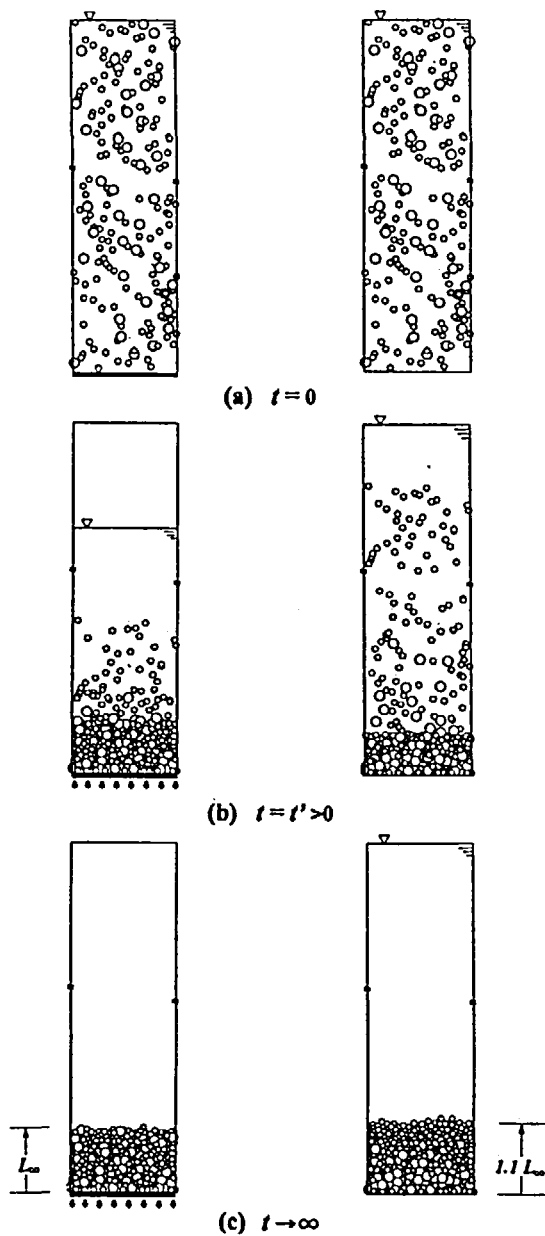 (a) t = 0
(b) t = t' > 0
L∞
1.1 L∞
(c) t → ∞